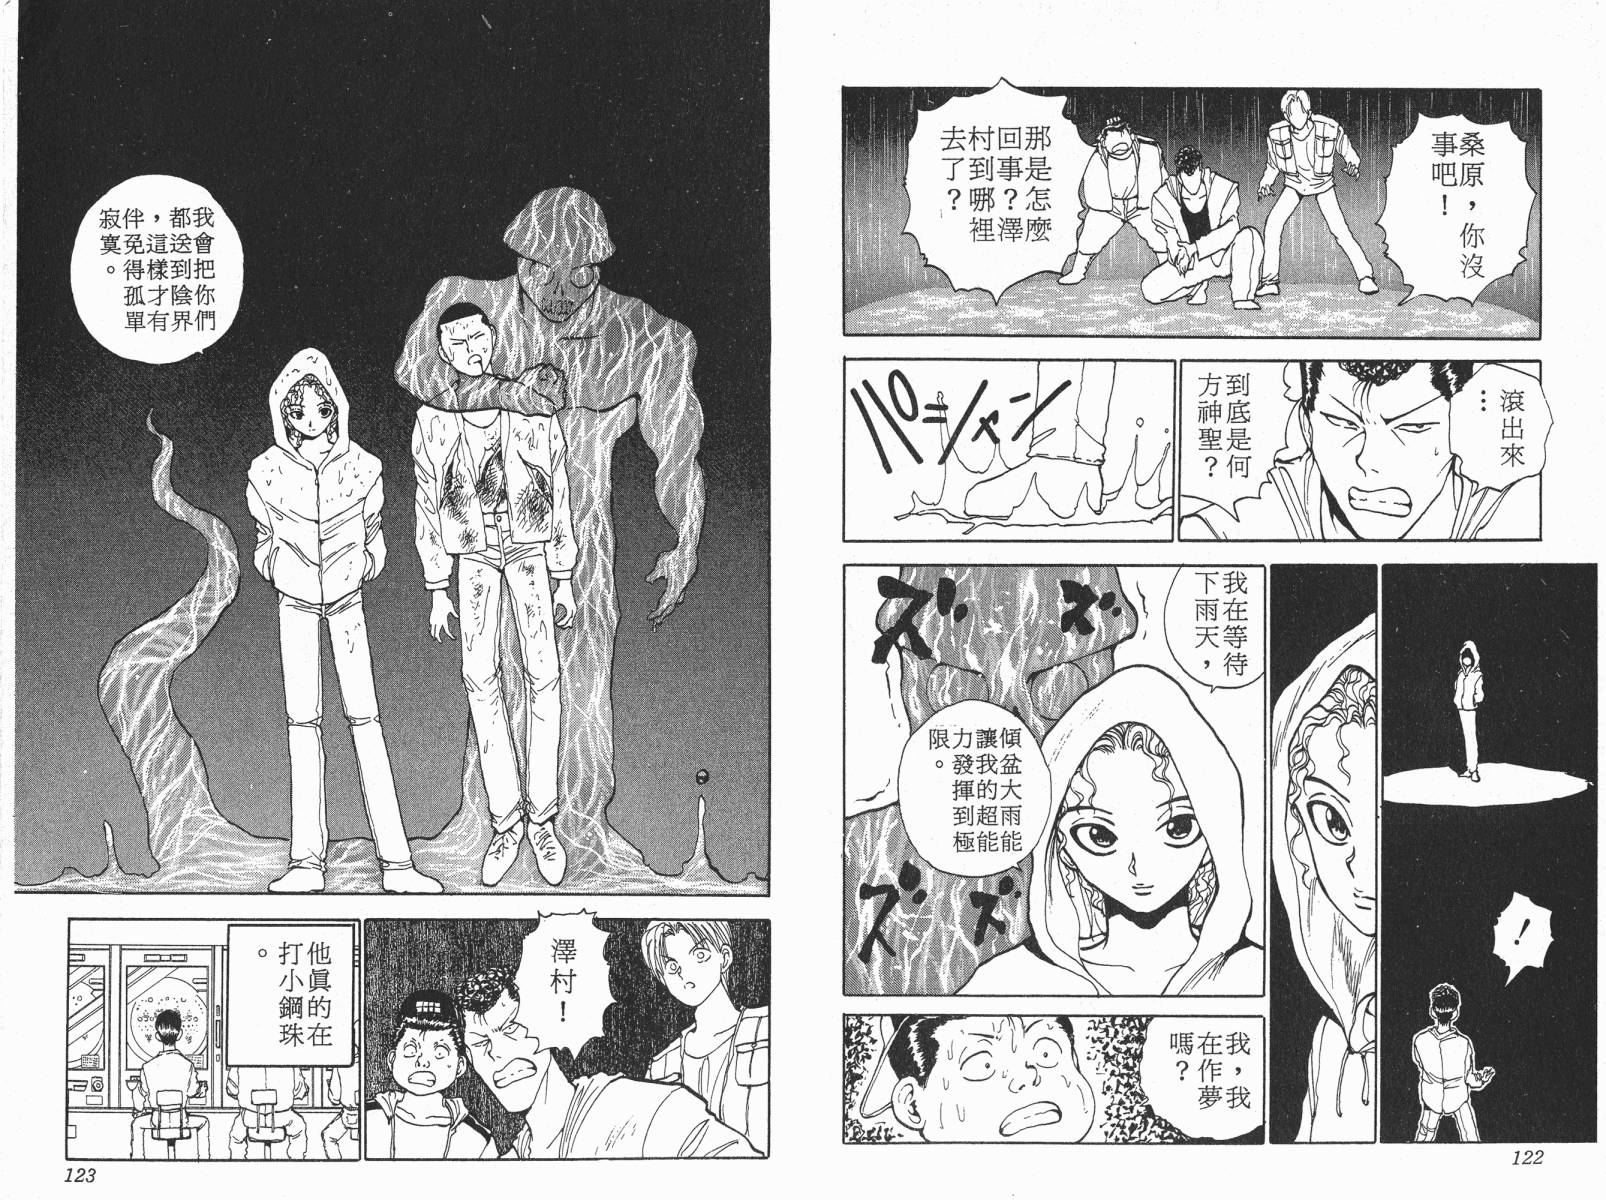 桑原，你沒
事吧！
那是怎麼
回事？澤
村到哪裡
去了？
滾出來
…
到底是何
方神聖？
パシャン
！
我在等待
下雨天，
傾盆大雨能
讓我的超能
力發揮到極
限。
ズ
ズ
ズ
ズ
我，我
在作夢
嗎？
122
我會把你們
都送到陰界
，這樣才有
伴免得孤單
寂寞。
澤村！
他眞的在
打小鋼珠
。
123